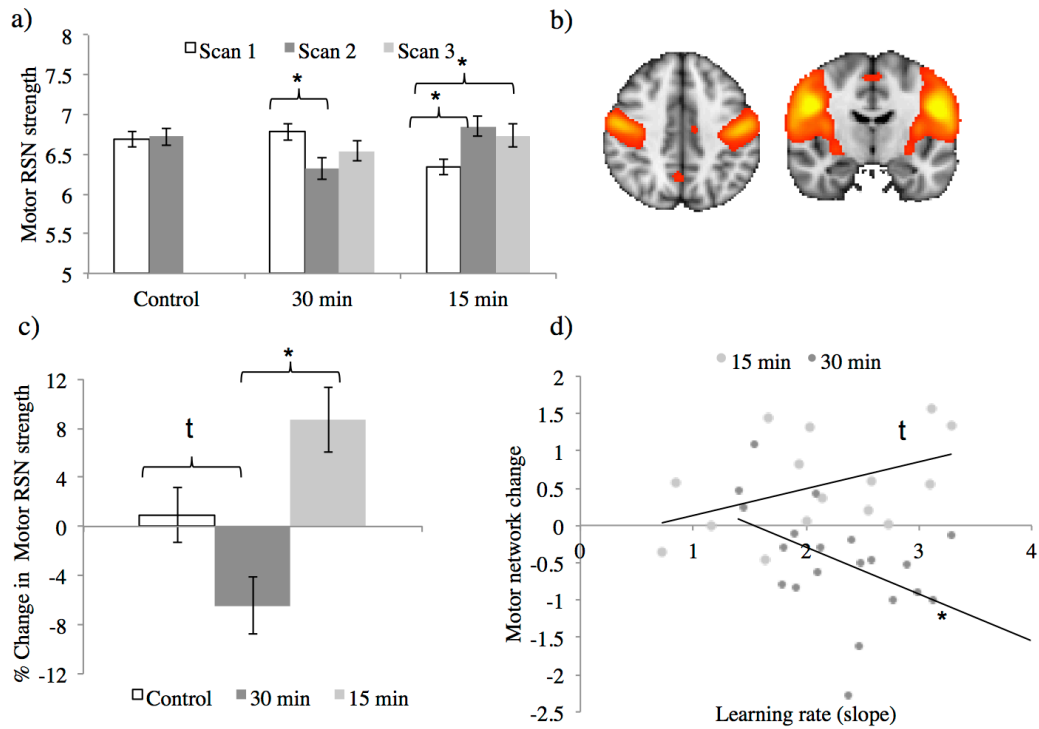 a)
Motor RSN strength
8
7.5
7
6.5
6
5.5
5
Scan 1 Scan 2 Scan 3
*
*
*
Control 30 min 15 min
b)
c)
% Change in Motor RSN strength
12
8
4
0
-4
-8
-12
t
*
Control 30 min 15 min
d)
Motor network change
2
1.5
1
0.5
0
-0.5
-1
-1.5
-2
-2.5
15 min 30 min
t
0 1 2 3 4
*
Learning rate (slope)